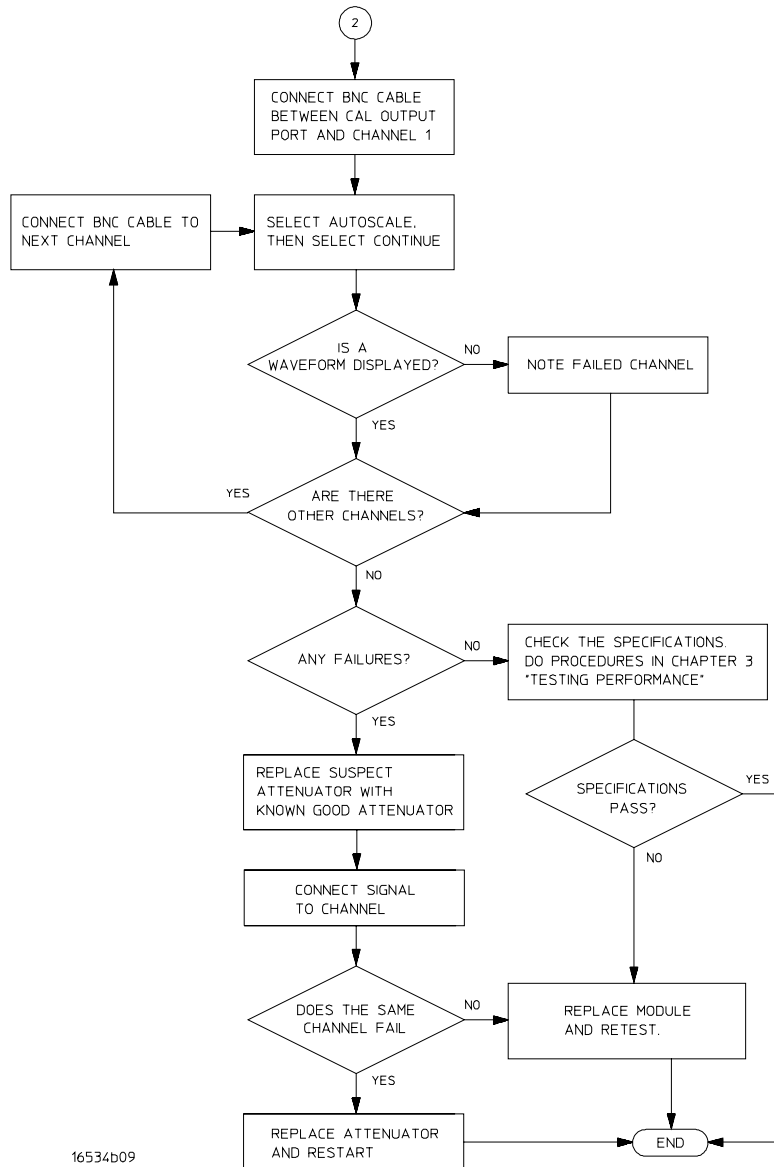 2
CONNECT BNC CABLE
BETWEEN CAL OUTPUT
PORT AND CHANNEL 1
CONNECT BNC CABLE TO
NEXT CHANNEL
SELECT AUTOSCALE,
THEN SELECT CONTINUE
IS A
WAVEFORM DISPLAYED?
NO
NOTE FAILED CHANNEL
YES
YES
ARE THERE
OTHER CHANNELS?
NO
ANY FAILURES?
NO
CHECK THE SPECIFICATIONS.
DO PROCEDURES IN CHAPTER 3
"TESTING PERFORMANCE"
YES
REPLACE SUSPECT
ATTENUATOR WITH
KNOWN GOOD ATTENUATOR
SPECIFICATIONS
PASS?
YES
NO
CONNECT SIGNAL
TO CHANNEL
DOES THE SAME
CHANNEL FAIL
NO
REPLACE MODULE
AND RETEST.
YES
REPLACE ATTENUATOR
AND RESTART
END
16534b09